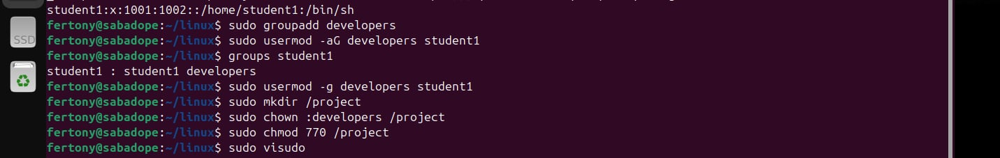 student1:x:1001:1002::/home/student1:/bin/sh
fertony@sabadope:~/linux$ sudo groupadd developers
SSD
fertony@sabadope:~/linux$ sudo usermod -aG developers student1
fertony@sabadope:~/linux$ groups student1
student1 : student1 developers
fertony@sabadope:~/linux$ sudo usermod -g developers student1
fertony@sabadope:~/linux$ sudo mkdir /project
fertony@sabadope:~/linux$ sudo chown :developers /project
fertony@sabadope:~/linux$ sudo chmod 770 /project
fertony@sabadope:~/linux$ sudo visudo